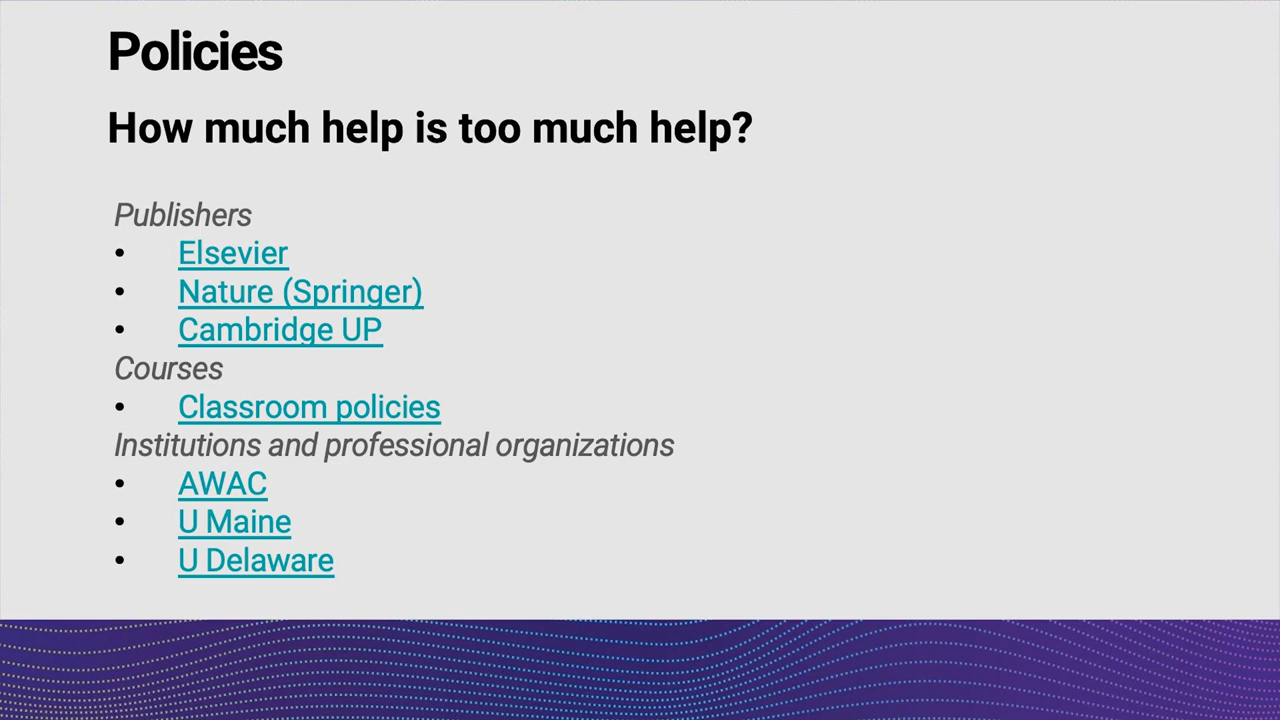 Policies
How much help is too much help?
Publishers
• Elsevier
• Nature (Springer)
• Cambridge UP
Courses
• Classroom policies
Institutions and professional organizations
• AWAC
• U Maine
• U Delaware